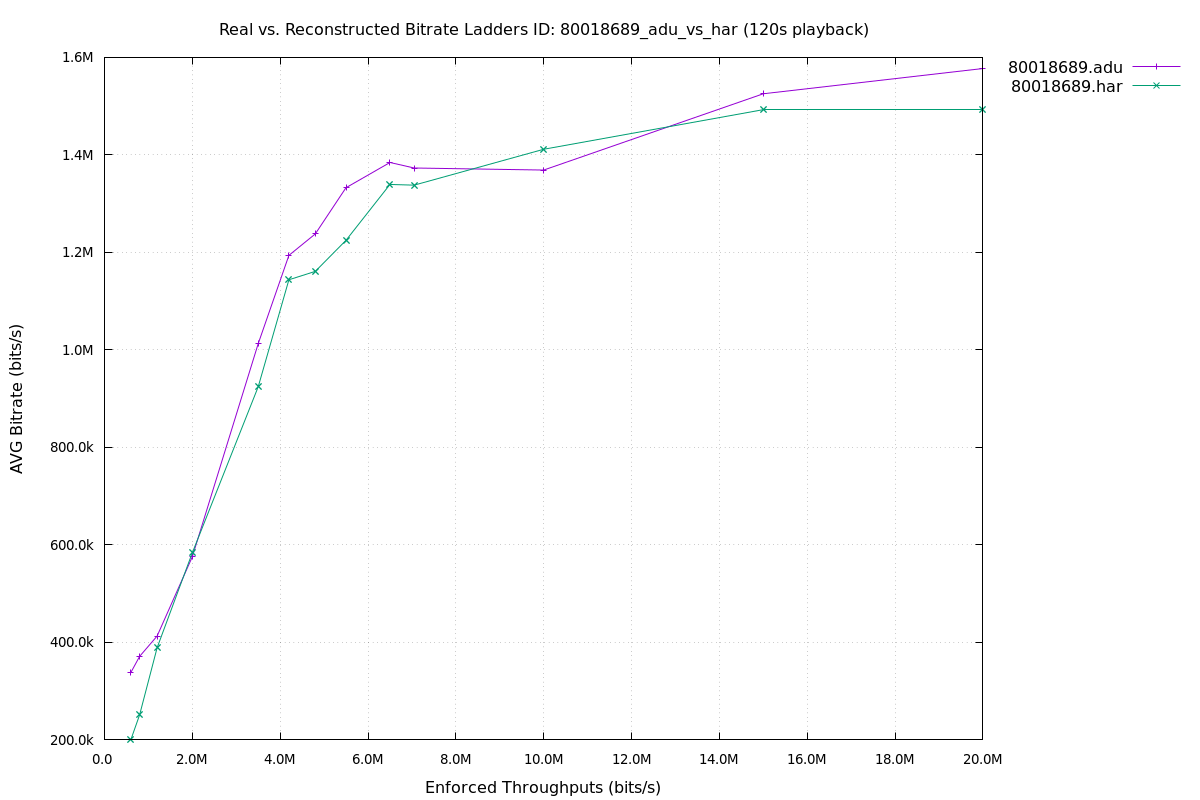 Real vs. Reconstructed Bitrate Ladders ID: 80018689_adu_vs_har (120s playback)
80018689.adu
80018689.har
1.6M
1.4M
1.2M
1.0M
800.0k
600.0k
400.0k
200.0k
AVG Bitrate (bits/s)
0.0 2.0M 4.0M 6.0M 8.0M 10.0M 12.0M 14.0M 16.0M 18.0M 20.0M
Enforced Throughputs (bits/s)